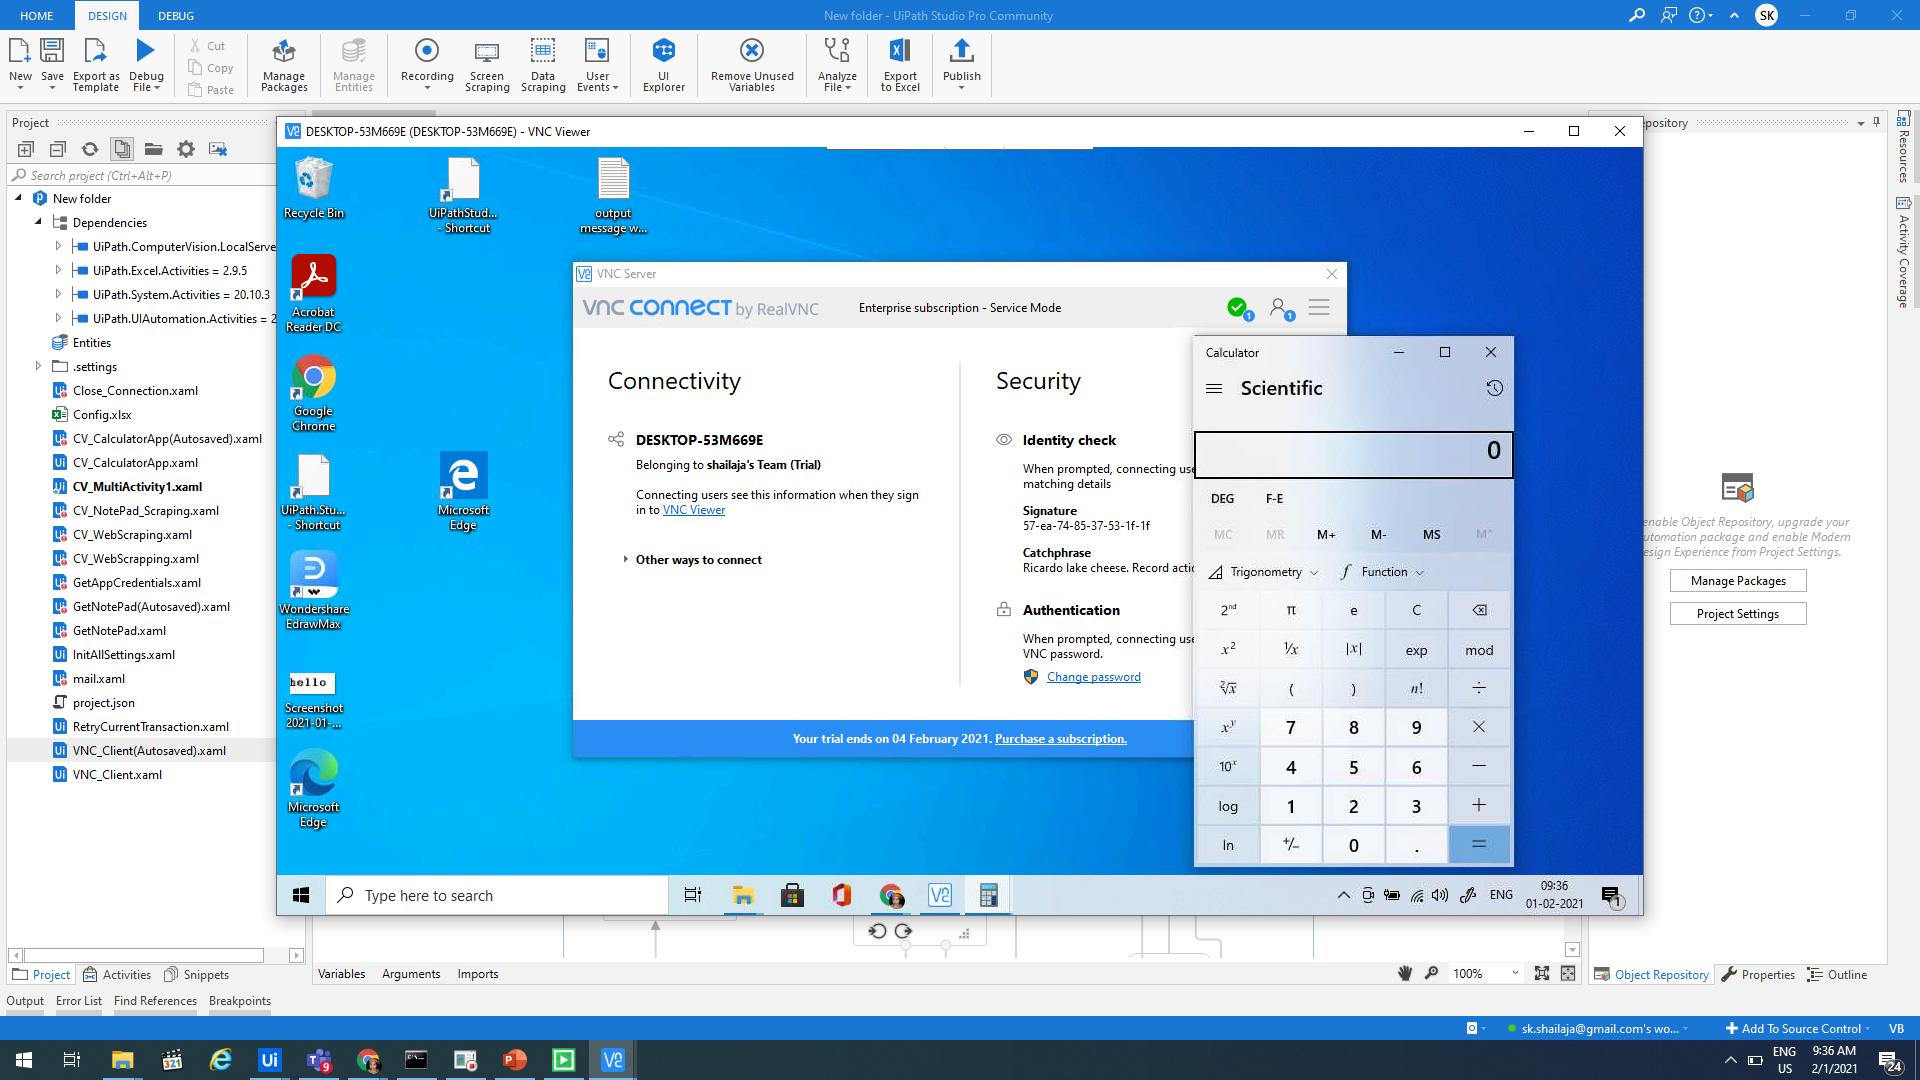 HOME
DESIGN
DEBUG
New folder - UiPath Studio Pro Community
SK
New
Save
Export as Template
Debug File
Cut
Copy
Paste
Manage Packages
Manage Entities
Recording
Screen Scraping
Data Scraping
User Events
UI Explorer
Remove Unused Variables
Analyze File
Export to Excel
Publish
Project
Search project (Ctrl+Alt+P)
New folder
Dependencies
UiPath.ComputerVision.LocalServe
UiPath.Excel.Activities = 2.9.5
UiPath.System.Activities = 20.10.3
UiPath.UIAutomation.Activities = 2
Entities
.settings
Close_Connection.xaml
Config.xlsx
CV_CalculatorApp(Autosaved).xaml
CV_CalculatorApp.xaml
CV_MultiActivity1.xaml
CV_NotePad_Scraping.xaml
CV_WebScraping.xaml
CV_WebScrapping.xaml
GetAppCredentials.xaml
GetNotePad(Autosaved).xaml
GetNotePad.xaml
InitAllSettings.xaml
mail.xaml
project.json
RetryCurrentTransaction.xaml
VNC_Client(Autosaved).xaml
VNC_Client.xaml
DESKTOP-53M669E (DESKTOP-53M669E) - VNC Viewer
Recycle Bin
UiPathStud... - Shortcut
output message w...
Acrobat Reader DC
Google Chrome
UiPath.Stu... - Shortcut
Microsoft Edge
Wondershare EdrawMax
hello
Screenshot 2021-01-...
Microsoft Edge
VNC Server
VNC CONNECT by RealVNC
Enterprise subscription - Service Mode
1
1
Connectivity
DESKTOP-53M669E
Belonging to shailaja's Team (Trial)
Connecting users see this information when they sign
in to VNC Viewer
Other ways to connect
Security
Identity check
When prompted, connecting use
matching details
Signature
57-ea-74-85-37-53-1f-1f
Catchphrase
Ricardo lake cheese. Record actio
Authentication
When prompted, connecting use
VNC password.
Change password
Your trial ends on 04 February 2021. Purchase a subscription.
Calculator
Scientific
0
DEG F-E
MC MR M+ M- MS M˅
Trigonometry Function
2nd π e C
x² ¹/x |x| exp mod
²√x ( ) n! ÷
xʸ 7 8 9 ×
10ˣ 4 5 6 −
log 1 2 3 +
ln +/− 0 . =
Type here to search
ENG
09:36
01-02-2021
1
pository
enable Object Repository, upgrade your
utomation package and enable Modern
esign Experience from Project Settings.
Manage Packages
Project Settings
Resources
Activity Coverage
Project
Activities
Snippets
Variables
Arguments
Imports
100%
Object Repository
Properties
Outline
Output
Error List
Find References
Breakpoints
sk.shailaja@gmail.com's wo...
Add To Source Control
VB
321
Ui
9
ENG
US
9:36 AM
2/1/2021
24